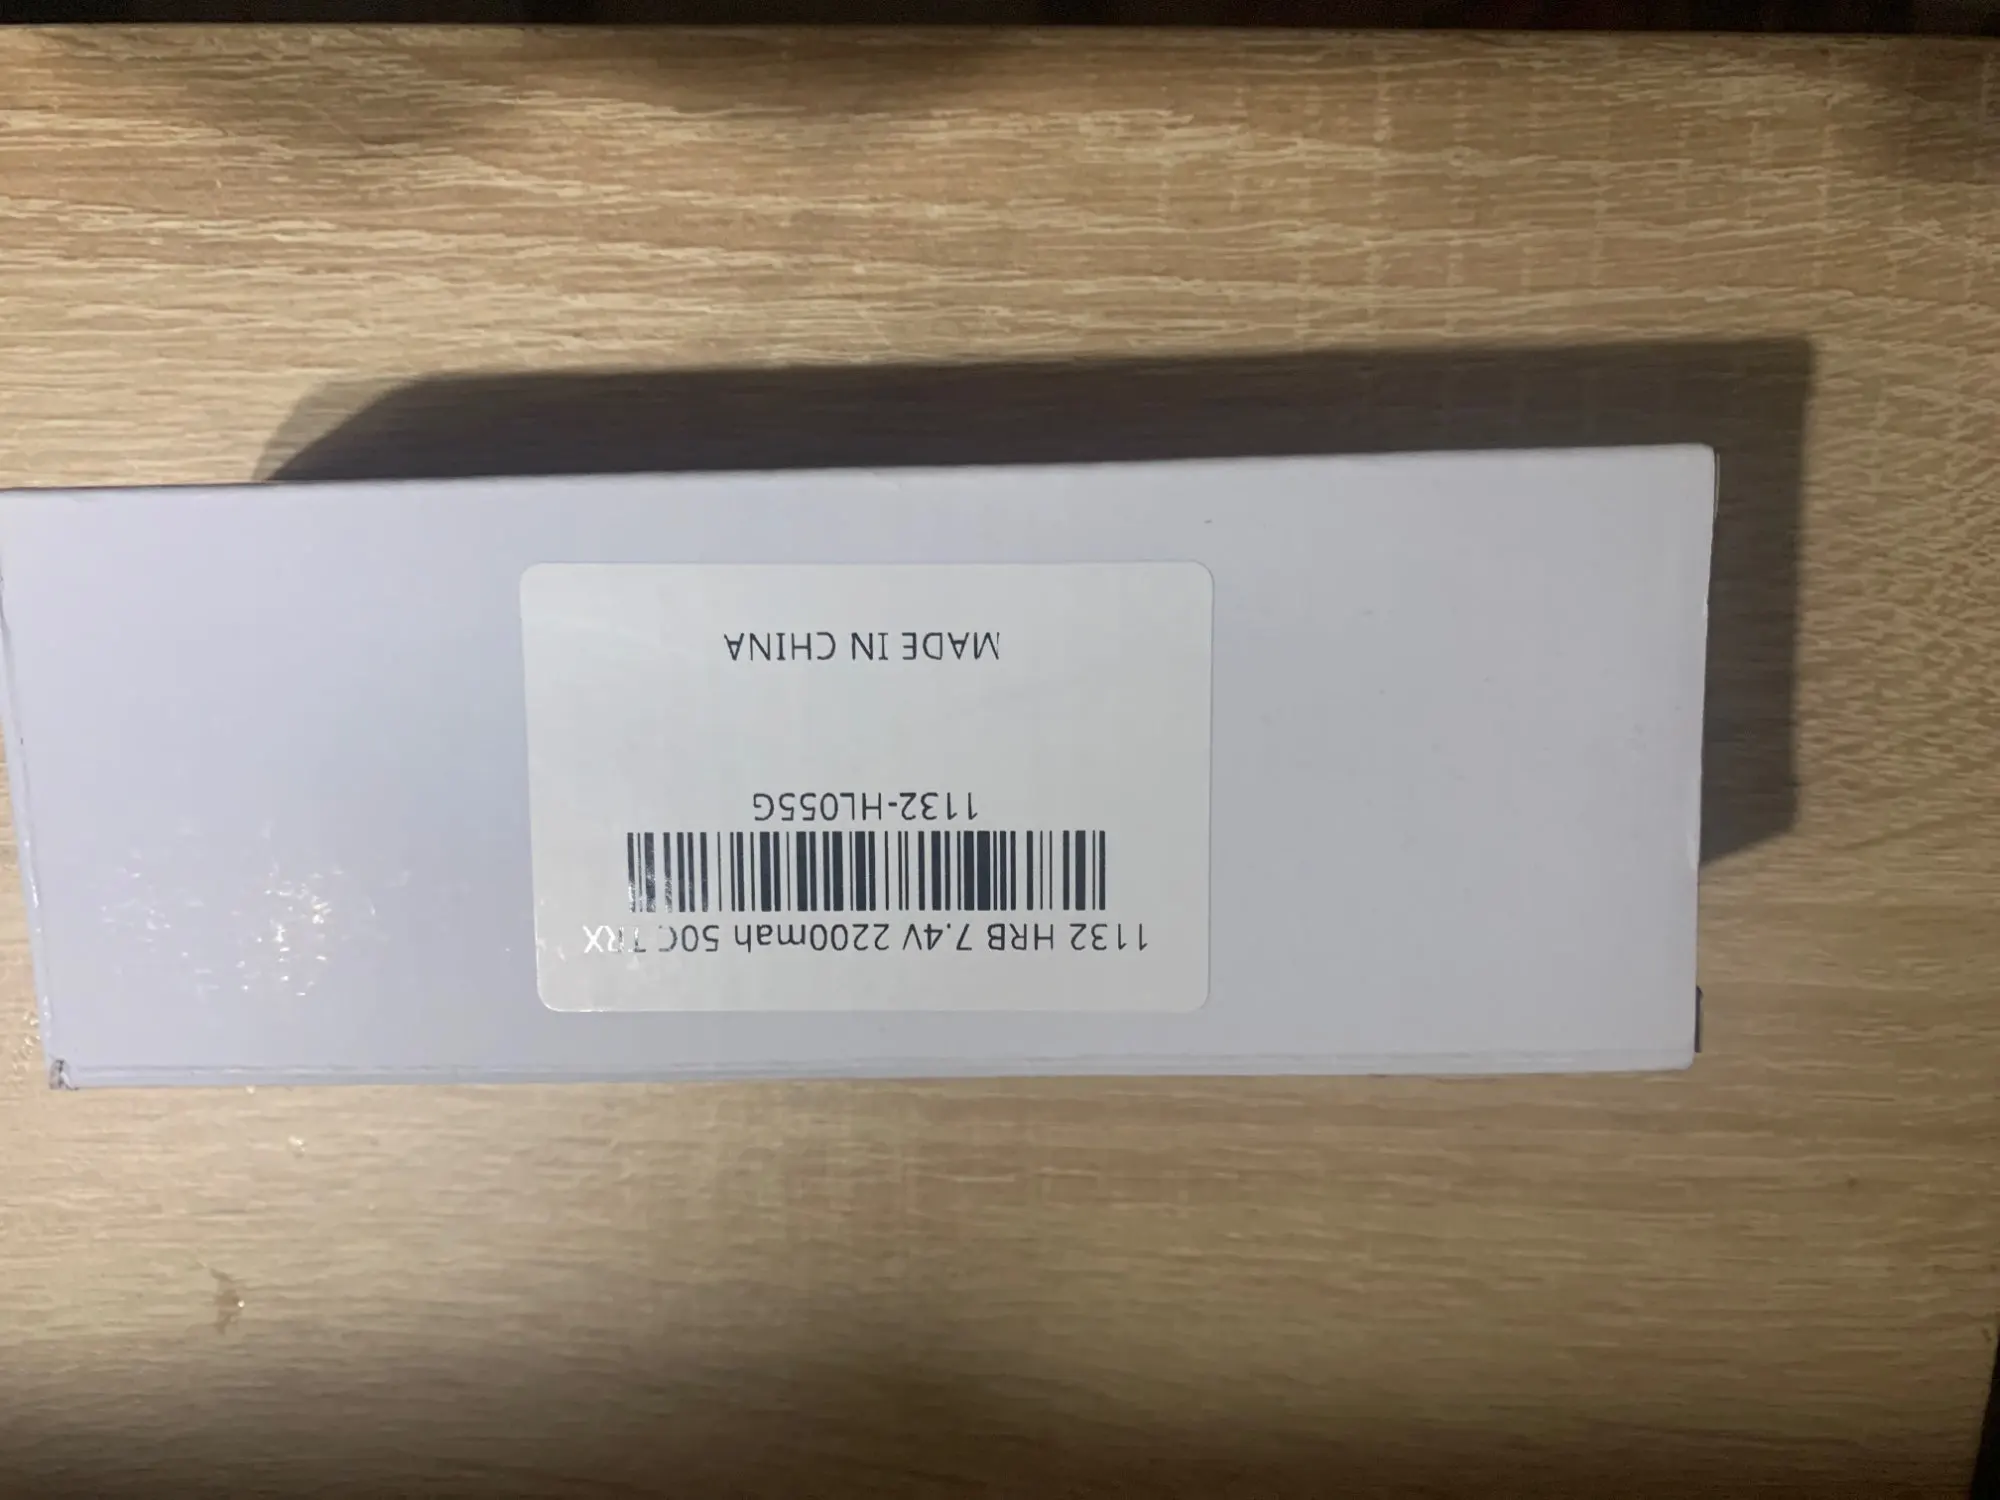 1132 HRB 7.4V 2200mah 50C TRX
1132-HL055G
MADE IN CHINA